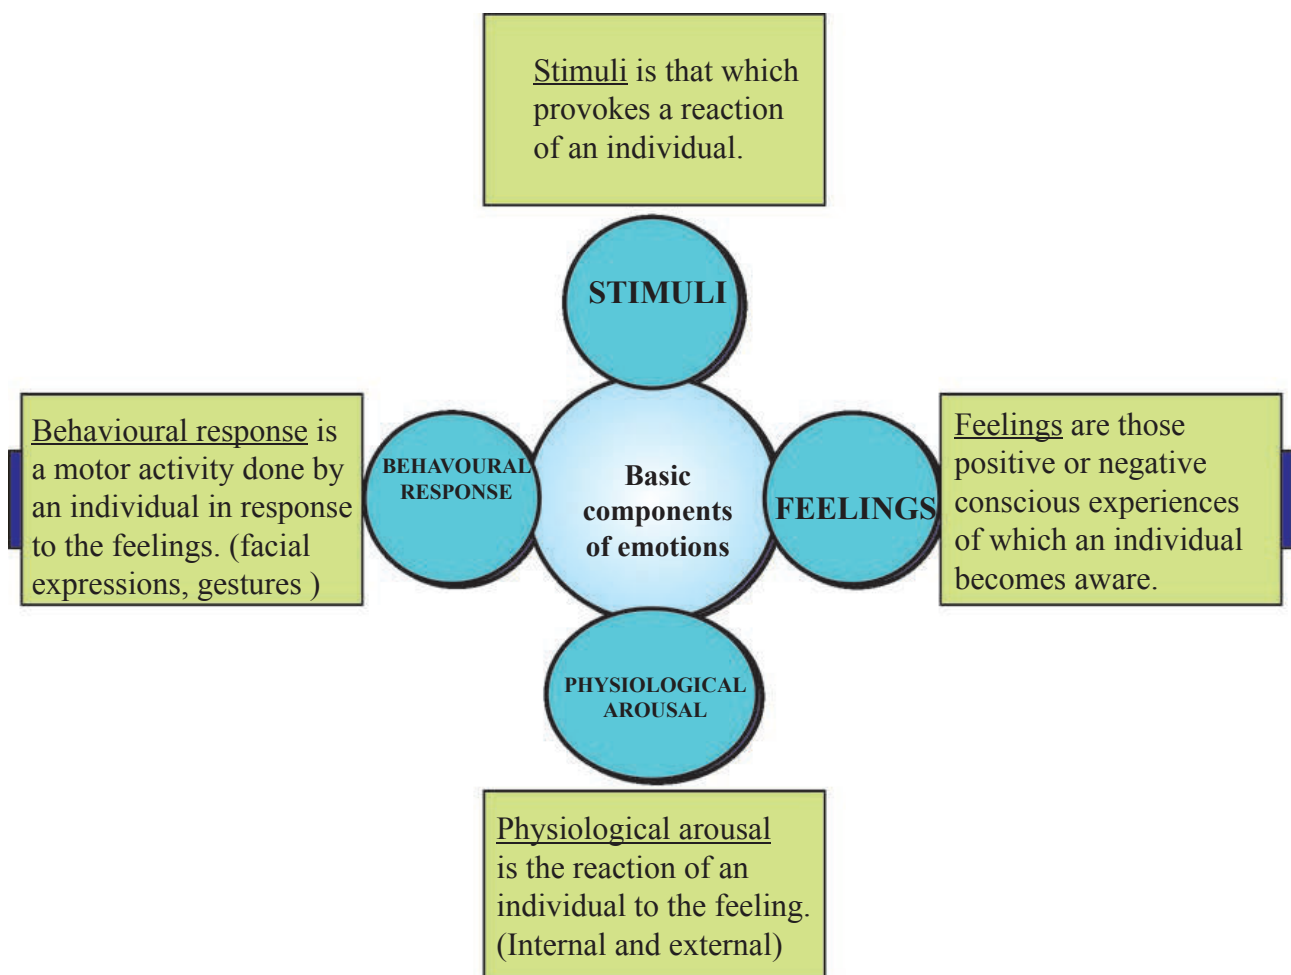 Stimuli is that which
provokes a reaction
of an individual.
STIMULI
Behavioural response is
a motor activity done by
an individual in response
to the feelings. (facial
expressions, gestures )
BEHAVOURAL
RESPONSE
Basic
components
of emotions
FEELINGS
Feelings are those
positive or negative
conscious experiences
of which an individual
becomes aware.
PHYSIOLOGICAL
AROUSAL
Physiological arousal
is the reaction of an
individual to the feeling.
(Internal and external)